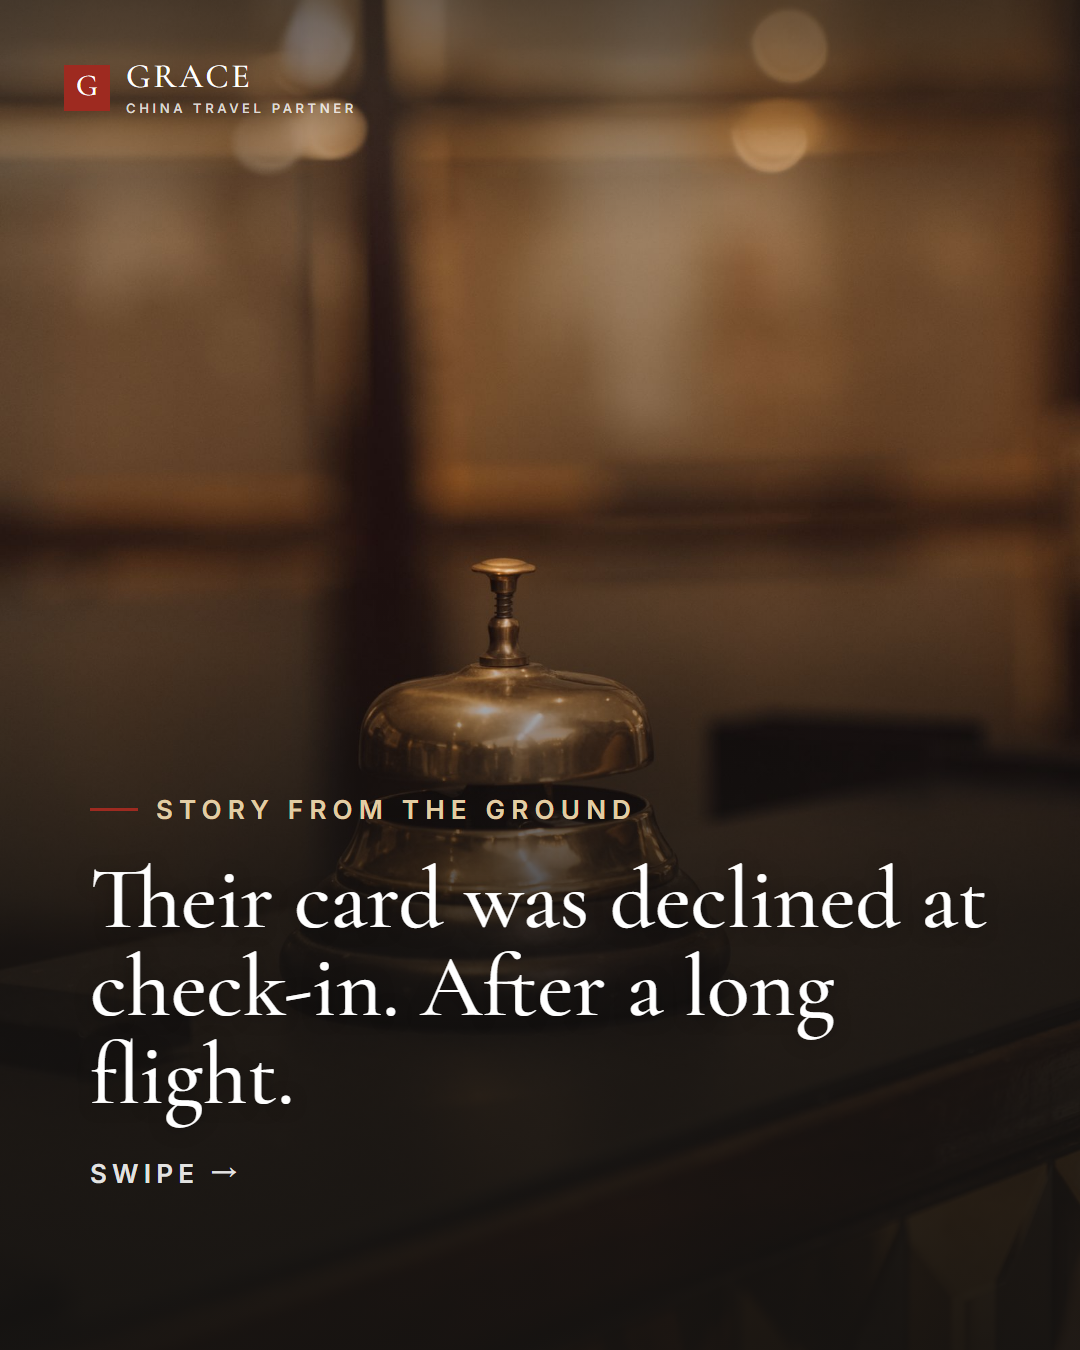 G
GRACE
CHINA TRAVEL PARTNER
STORY FROM THE GROUND
Their card was declined at
check-in. After a long
flight.
SWIPE →